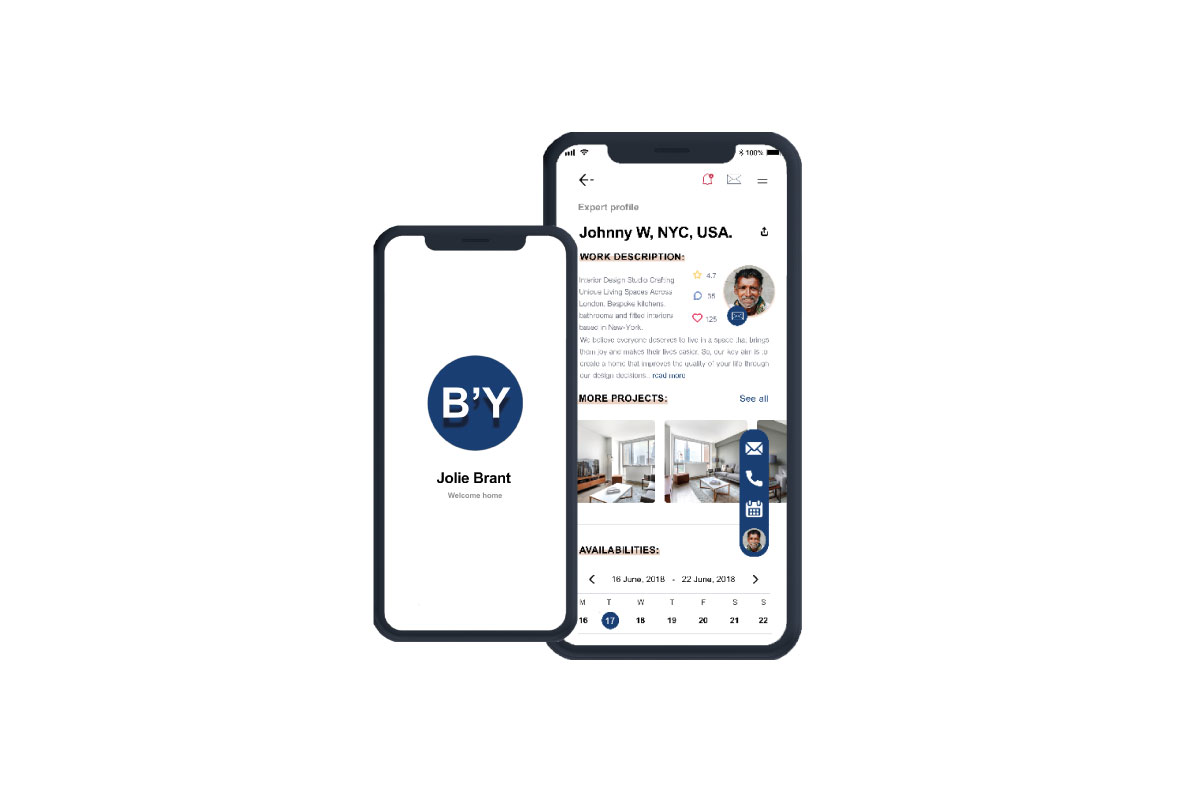 B’Y
Jolie Brant
Welcome home
100%
Expert profile
Johnny W, NYC, USA.
WORK DESCRIPTION:
4.7
35
125
Interior Design Studio Crafting
Unique Living Spaces Across
London. Bespoke kitchens,
bathrooms and fitted interiors
based in New-York.
We believe everyone deserves to live in a space that brings
them joy and makes their lives easier. So, our key aim is to
create a home that improves the quality of your life through
our design decisions.. read more
MORE PROJECTS:
See all
AVAILABILITIES:
16 June, 2018 - 22 June, 2018
M T W T F S S
16 17 18 19 20 21 22